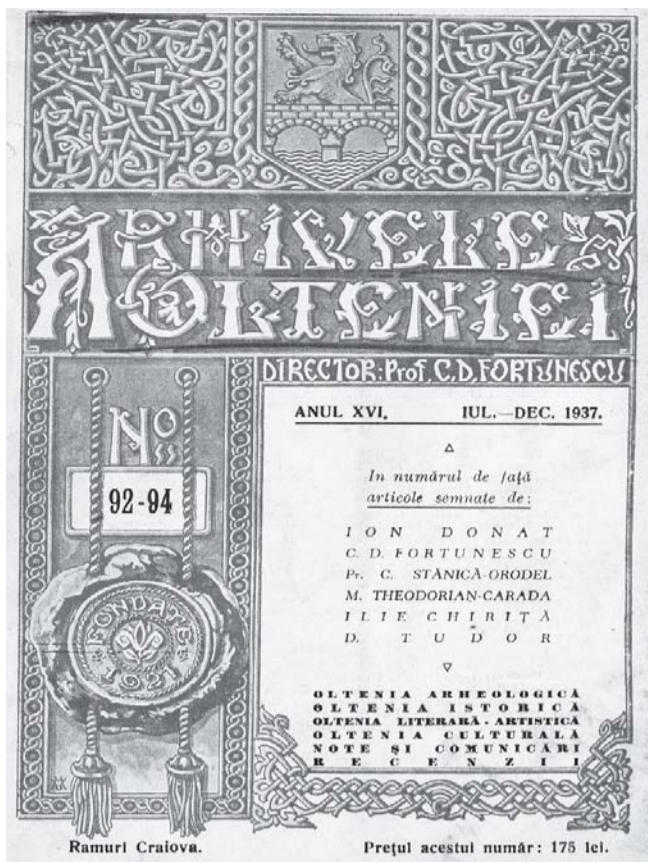 ARHIVELE
OLTENIEI
DIRECTOR: Prof. C. D. FORTUNESCU
No
92-94
FONDATE
1921
ANUL XVI. IUL.—DEC. 1937.
In numărul de față
articole semnate de:
ION DONAT
C. D. FORTUNESCU
Pr. C. STĂNICĂ-ORODEL
M. THEODORIAN-CARADA
ILIE CHIRIȚĂ
D. TUDOR
OLTENIA ARHEOLOGICĂ
OLTENIA ISTORICĂ
OLTENIA LITERARĂ - ARTISTICĂ
OLTENIA CULTURALĂ
NOTE ȘI COMUNICĂRI
RECENZII
Ramuri Craiova. Prețul acestui număr: 175 lei.